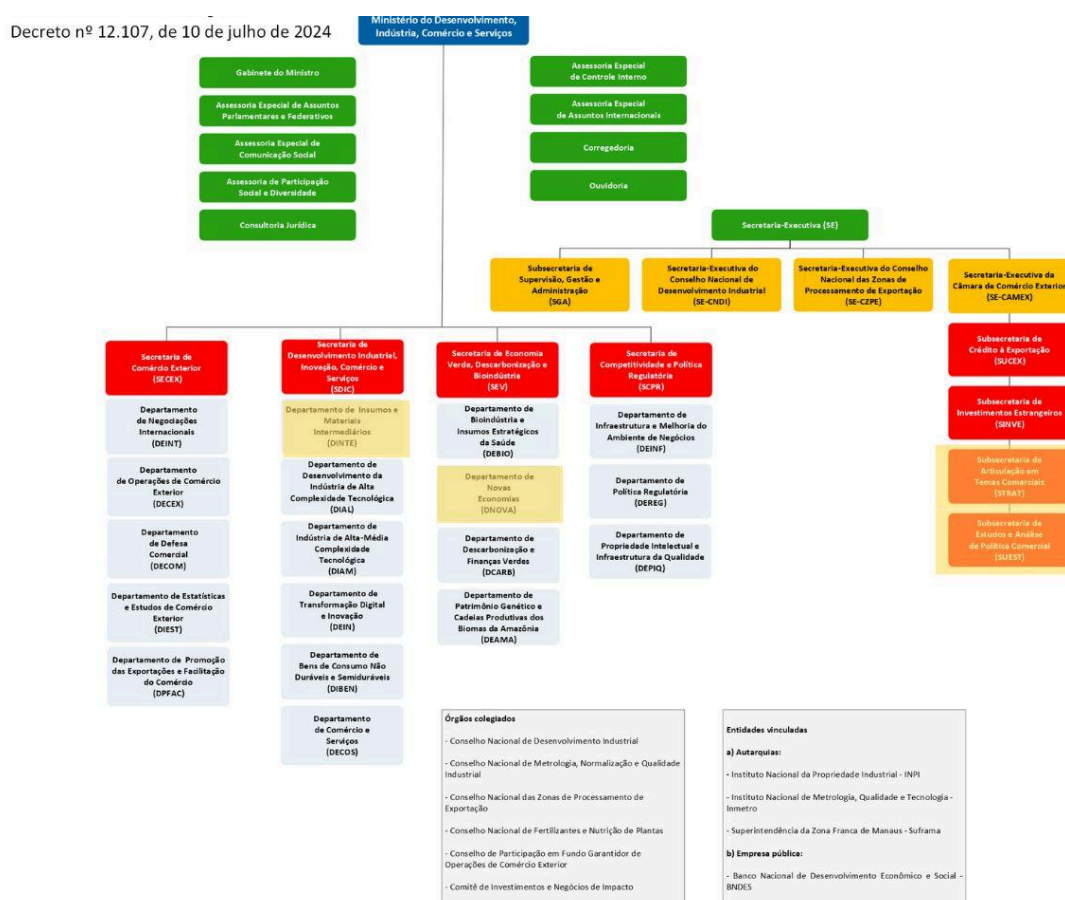 Decreto nº 12.107, de 10 de julho de 2024
Ministério do Desenvolvimento,
Indústria, Comércio e Serviços
Gabinete do Ministro
Assessoria Especial de Assuntos
Parlamentares e Federativos
Assessoria Especial de
Comunicação Social
Assessoria de Participação
Social e Diversidade
Consultoria Jurídica
Assessoria Especial
de Controle Interno
Assessoria Especial
de Assuntos Internacionais
Corregedoria
Ouvidoria
Secretaria-Executiva (SE)
Subsecretaria de
Supervisão, Gestão e
Administração
(SGA)
Secretaria-Executiva do
Conselho Nacional de
Desenvolvimento Industrial
(SE-CNDI)
Secretaria-Executiva do Conselho
Nacional das Zonas de
Processamento de Exportação
(SE-CZPE)
Secretaria-Executiva da
Câmara de Comércio Exterior
(SE-CAMEX)
Subsecretaria de
Crédito à Exportação
(SUCEX)
Subsecretaria de
Investimentos Estrangeiros
(SINVE)
Subsecretaria de
Articulação em
Temas Comerciais
(STRAT)
Subsecretaria de
Estudos e Análise
de Política Comercial
(SUEST)
Secretaria de
Comércio Exterior
(SECEX)
Departamento
de Negociações
Internacionais
(DEINT)
Departamento
de Operações de Comércio
Exterior
(DECEX)
Departamento
de Defesa
Comercial
(DECOM)
Departamento de Estatísticas
e Estudos de Comércio
Exterior
(DIEST)
Departamento de Promoção
das Exportações e Facilitação
do Comércio
(DPFAC)
Secretaria de
Desenvolvimento Industrial,
Inovação, Comércio e
Serviços
(SDIC)
Departamento de Insumos e
Materiais
Intermediários
(DINTE)
Departamento de
Desenvolvimento da
Indústria de Alta
Complexidade Tecnológica
(DIAL)
Departamento de
Indústria de Alta-Média
Complexidade
Tecnológica
(DIAM)
Departamento de
Transformação Digital
e Inovação
(DEIN)
Departamento de
Bens de Consumo Não
Duráveis e Semiduráveis
(DIBEN)
Departamento
de Comércio e
Serviços
(DECOS)
Secretaria de Economia
Verde, Descarbonização e
Bioindústria
(SEV)
Departamento de
Bioindústria e
Insumos Estratégicos
da Saúde
(DEBIO)
Departamento de
Novas
Economias
(DNOVA)
Departamento de
Descarbonização e
Finanças Verdes
(DCARB)
Departamento de
Patrimônio Genético e
Cadeias Produtivas dos
Biomas da Amazônia
(DEAMA)
Secretaria de
Competitividade e Política
Regulatória
(SCPR)
Departamento de
Infraestrutura e Melhoria do
Ambiente de Negócios
(DEINF)
Departamento de
Política Regulatória
(DEREG)
Departamento de
Propriedade Intelectual e
Infraestrutura da Qualidade
(DEPIQ)
Órgãos colegiados
- Conselho Nacional de Desenvolvimento Industrial
- Conselho Nacional de Metrologia, Normalização e Qualidade
Industrial
- Conselho Nacional das Zonas de Processamento de
Exportação
- Conselho Nacional de Fertilizantes e Nutrição de Plantas
- Conselho de Participação em Fundo Garantidor de
Operações de Comércio Exterior
- Comitê de Investimentos e Negócios de Impacto
Entidades vinculadas
a) Autarquias:
- Instituto Nacional da Propriedade Industrial - INPI
- Instituto Nacional de Metrologia, Qualidade e Tecnologia -
Inmetro
- Superintendência da Zona Franca de Manaus - Suframa
b) Empresa pública:
- Banco Nacional de Desenvolvimento Econômico e Social -
BNDES